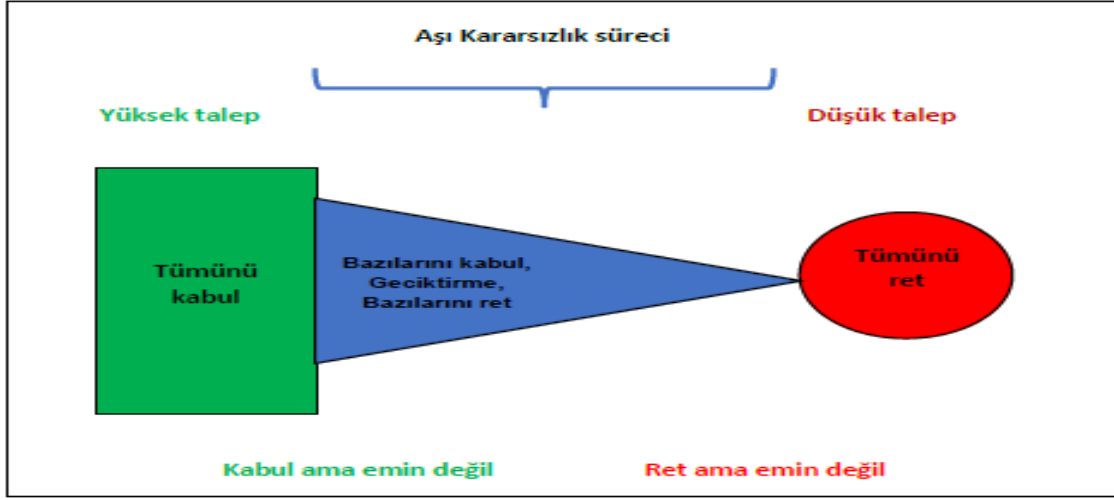 Aşı Kararsızlık süreci
Yüksek talep
Düşük talep
Tümünü
kabul
Bazılarını kabul,
Geciktirme,
Bazılarını ret
Tümünü
ret
Kabul ama emin değil
Ret ama emin değil